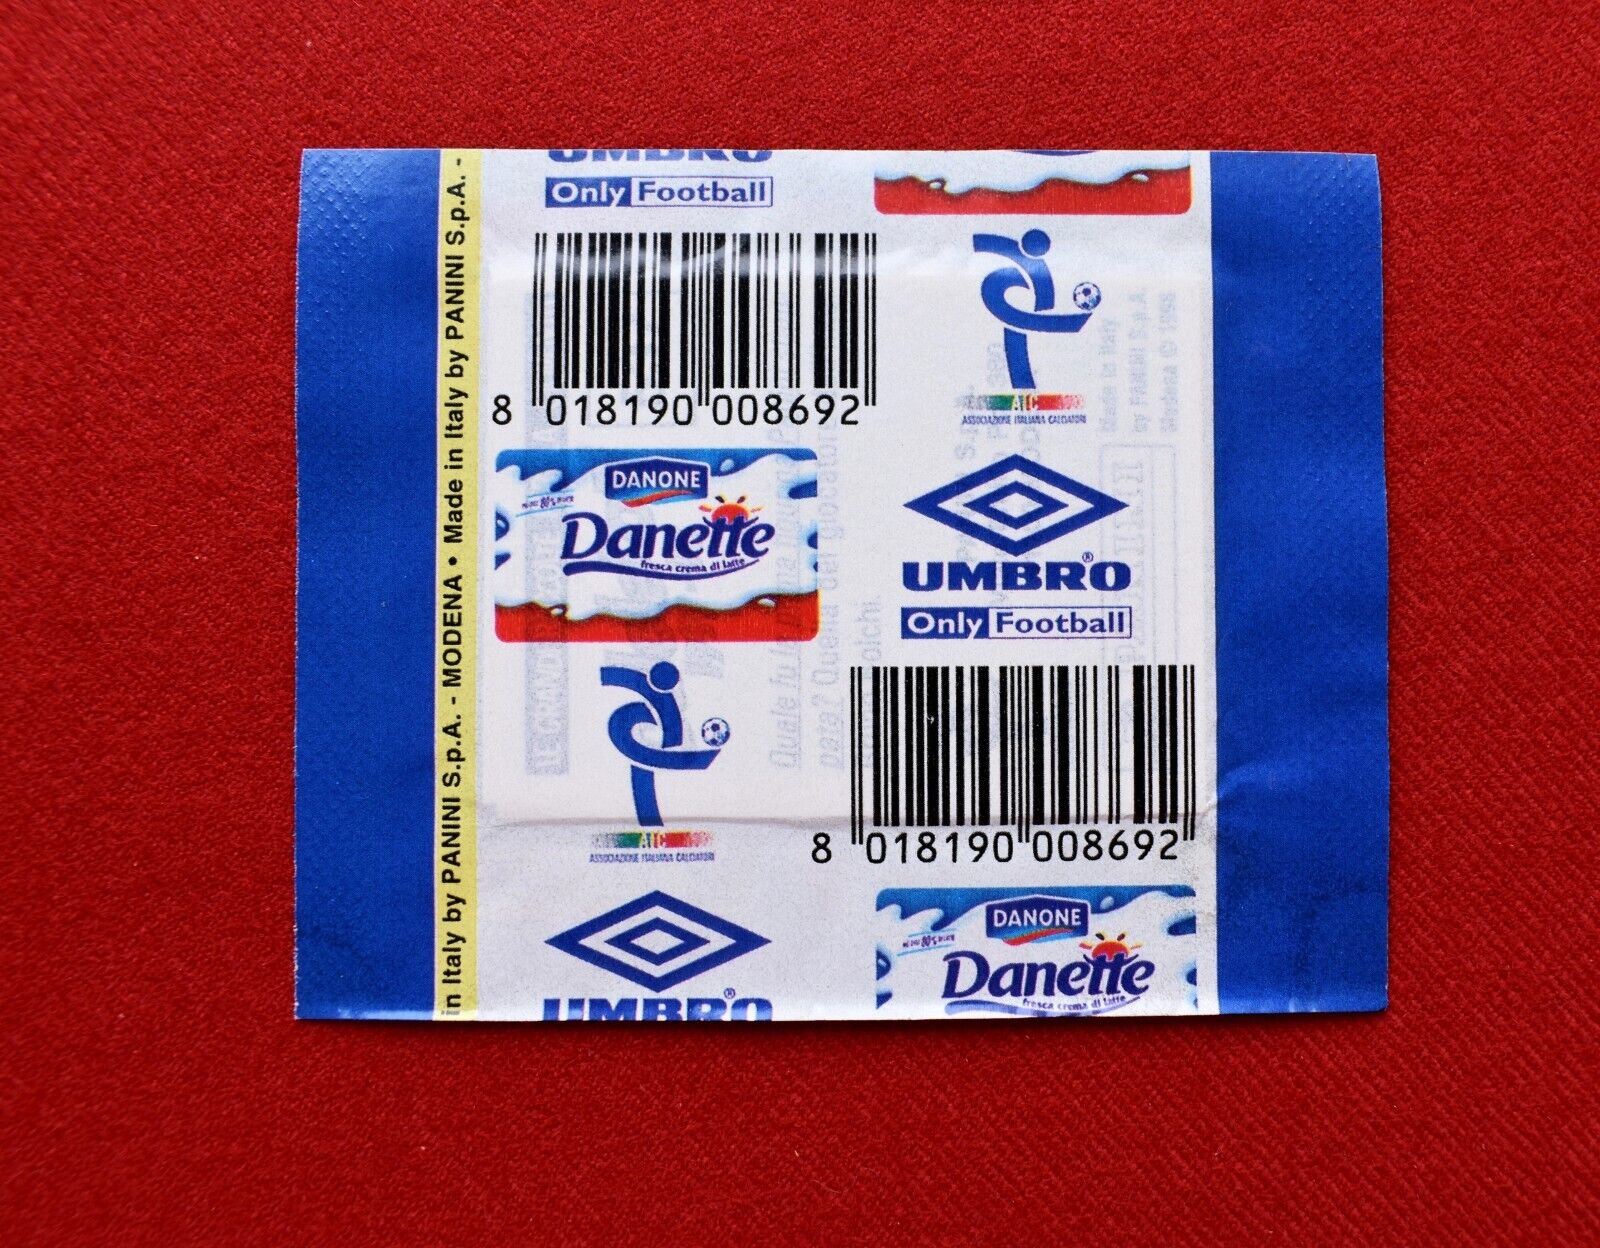 in Italy by PANINI S.p.A. - MODENA • Made in Italy by PANINI S.p.A. -
UMBRO
Only Football
8 018190 008692
AIC
ASSOCIAZIONE ITALIANA CALCIATORI
DANONE
Danette
fresca crema di latte
UMBRO®
Only Football
AIC
ASSOCIAZIONE ITALIANA CALCIATORI
8 018190 008692
UMBRO®
DANONE
Danette
fresca crema di latte